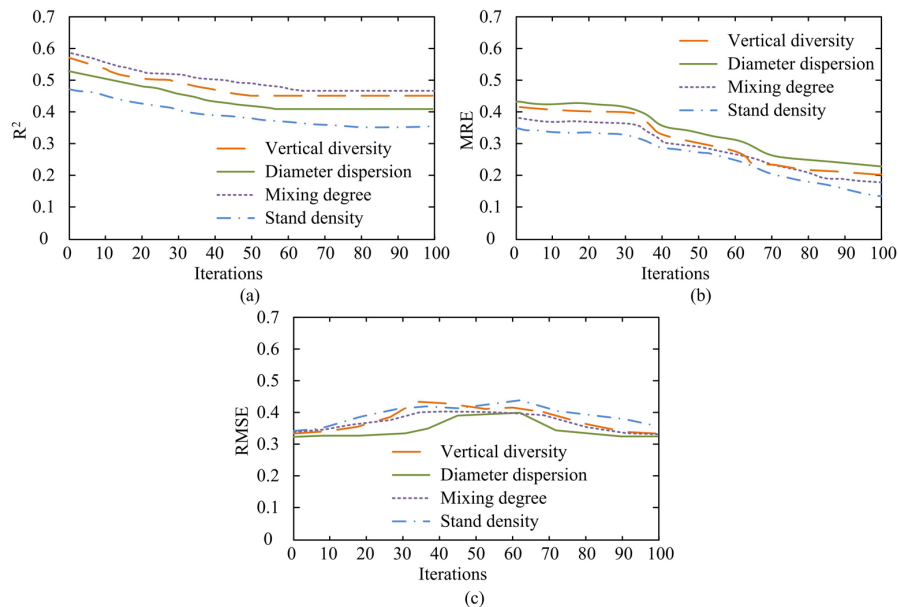 0.7
0.6
0.5
0.4
0.3
0.2
0.1
0
R²
Vertical diversity
Diameter dispersion
Mixing degree
Stand density
0 10 20 30 40 50 60 70 80 90 100
Iterations
(a)
0.7
0.6
0.5
0.4
0.3
0.2
0.1
0
MRE
Vertical diversity
Diameter dispersion
Mixing degree
Stand density
0 10 20 30 40 50 60 70 80 90 100
Iterations
(b)
0.7
0.6
0.5
0.4
0.3
0.2
0.1
0
RMSE
Vertical diversity
Diameter dispersion
Mixing degree
Stand density
0 10 20 30 40 50 60 70 80 90 100
Iterations
(c)